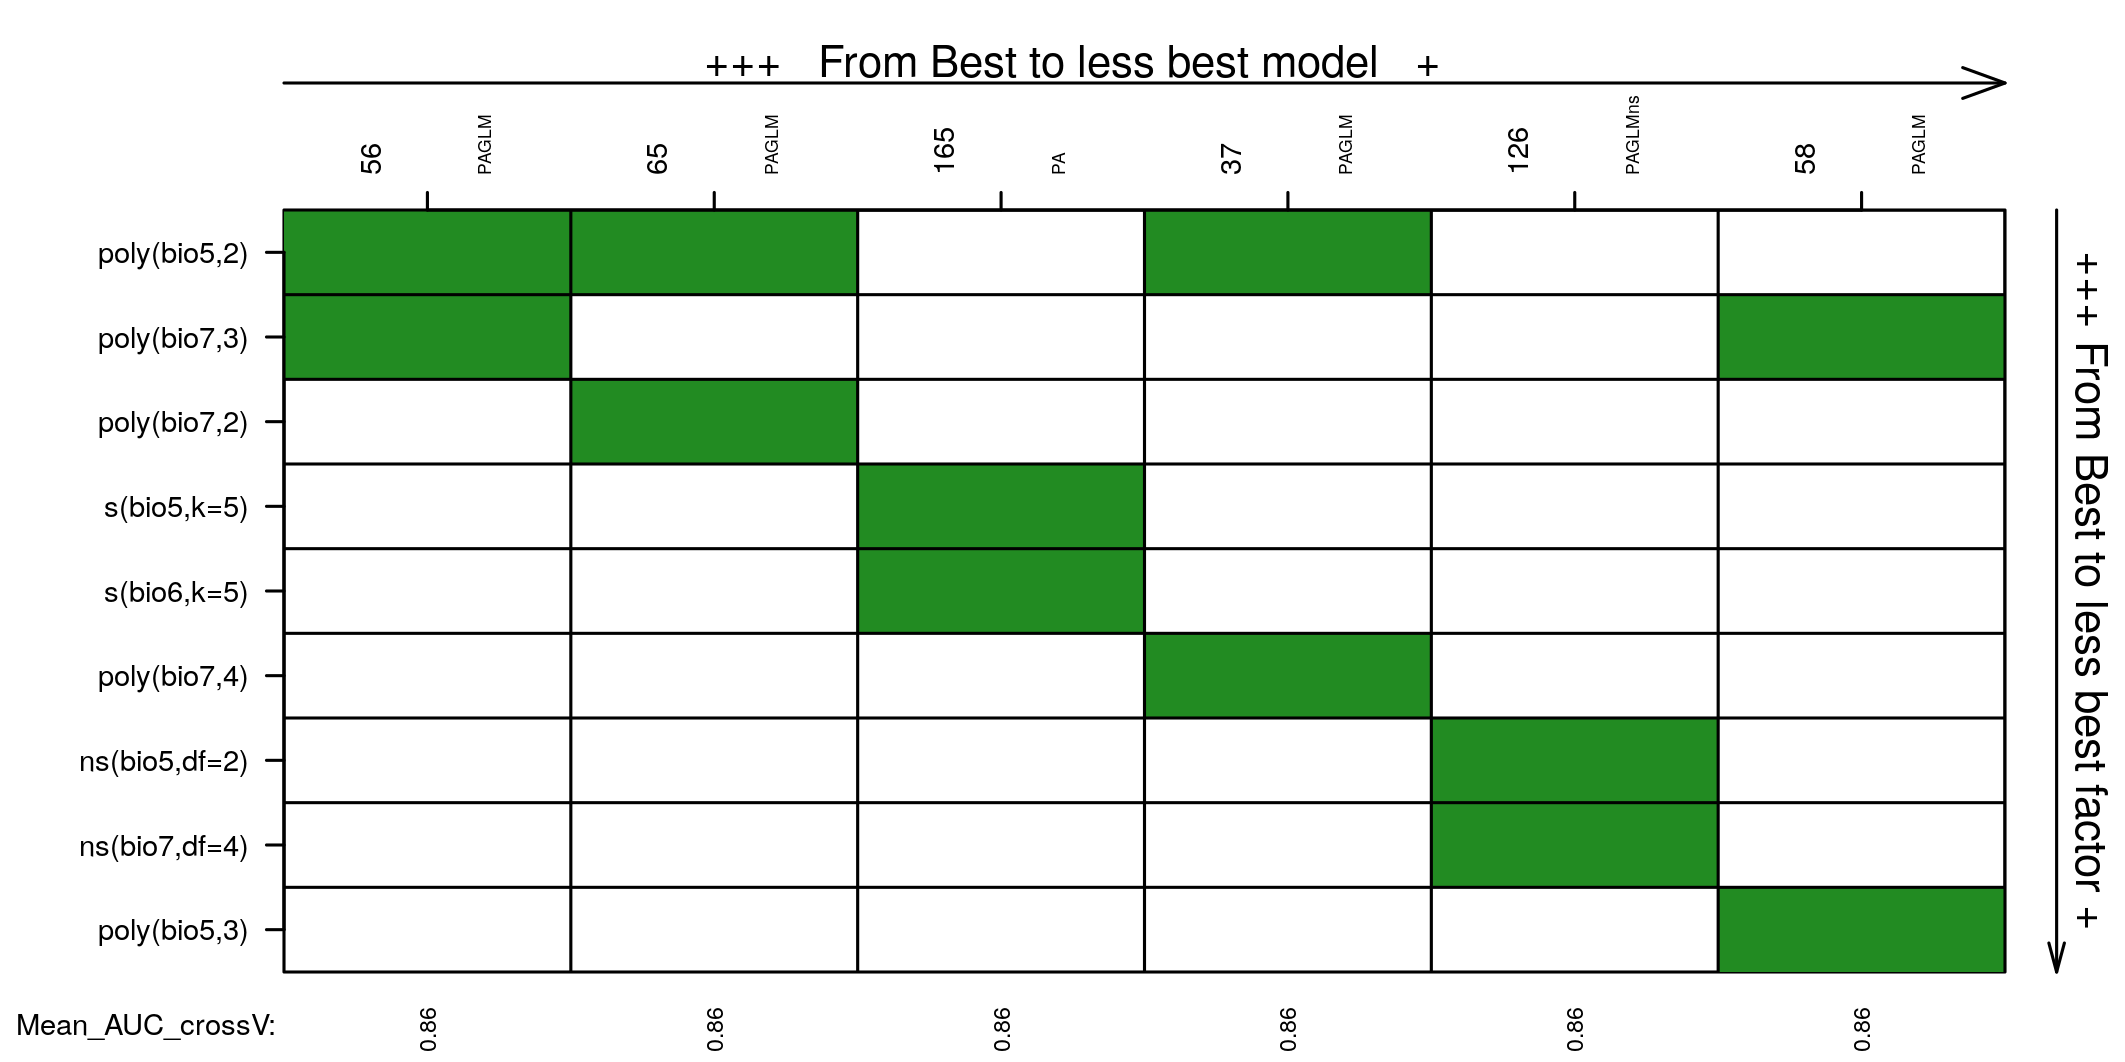 +++ From Best to less best model +
56 PAGLM 65 PAGLM 165 PA 37 PAGLM 126 PAGLMns 58 PAGLM
poly(bio5,2)
poly(bio7,3)
poly(bio7,2)
s(bio5,k=5)
s(bio6,k=5)
poly(bio7,4)
ns(bio5,df=2)
ns(bio7,df=4)
poly(bio5,3)
+++ From Best to less best factor +
Mean_AUC_crossV: 0.86 0.86 0.86 0.86 0.86 0.86